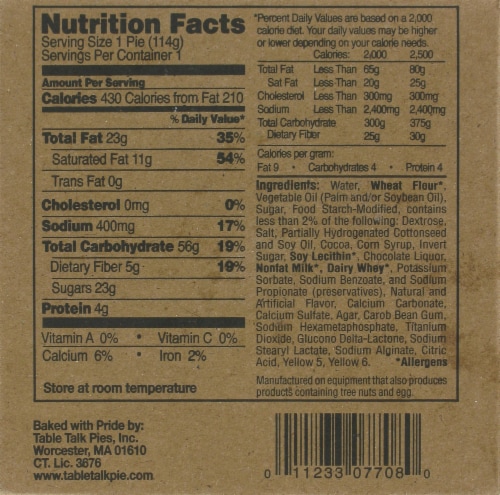 Nutrition Facts
Serving Size 1 Pie (114g)
Servings Per Container 1
Amount Per Serving
Calories 430 Calories from Fat 210
% Daily Value*
Total Fat 23g 35%
Saturated Fat 11g 54%
Trans Fat 0g
Cholesterol 0mg 0%
Sodium 400mg 17%
Total Carbohydrate 56g 19%
Dietary Fiber 5g 19%
Sugars 23g
Protein 4g
Vitamin A 0% • Vitamin C 0%
Calcium 6% • Iron 2%
Store at room temperature
*Percent Daily Values are based on a 2,000
calorie diet. Your daily values may be higher
or lower depending on your calorie needs.
Calories: 2,000 2,500
Total Fat Less Than 65g 80g
Sat Fat Less Than 20g 25g
Cholesterol Less Than 300mg 300mg
Sodium Less Than 2,400mg 2,400mg
Total Carbohydrate 300g 375g
Dietary Fiber 25g 30g
Calories per gram:
Fat 9 • Carbohydrates 4 • Protein 4
Ingredients: Water, Wheat Flour*,
Vegetable Oil (Palm and/or Soybean Oil),
Sugar, Food Starch-Modified, contains
less than 2% of the following: Dextrose,
Salt, Partially Hydrogenated Cottonseed
and Soy Oil, Cocoa, Corn Syrup, Invert
Sugar, Soy Lecithin*, Chocolate Liquor,
Nonfat Milk*, Dairy Whey*, Potassium
Sorbate, Sodium Benzoate, and Sodium
Propionate (preservatives), Natural and
Artificial Flavor, Calcium Carbonate,
Calcium Sulfate, Agar, Carob Bean Gum,
Sodium Hexametaphosphate, Titanium
Dioxide, Glucono Delta-Lactone, Sodium
Stearyl Lactate, Sodium Alginate, Citric
Acid, Yellow 5, Yellow 6. *Allergens
Manufactured on equipment that also produces
products containing tree nuts and egg.
Baked with Pride by:
Table Talk Pies, Inc.
Worcester, MA 01610
CT. Lic. 3676
www.tabletalkpie.com
0 11233 07708 0